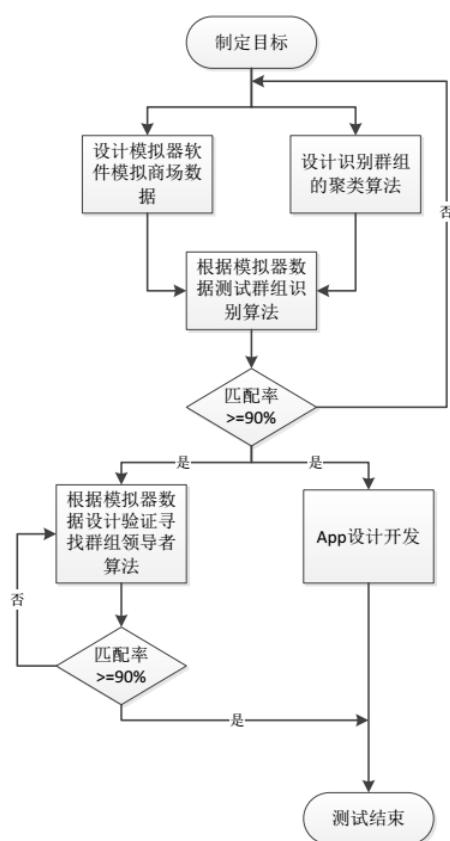 制定目标
设计模拟器软
件模拟商场数
据
设计识别群组
的聚类算法
否
根据模拟器数
据测试群组识
别算法
匹配率
>=90%
是
是
根据模拟器数
据设计验证寻
找群组领导者
算法
App设计开发
否
匹配率
>=90%
是
测试结束